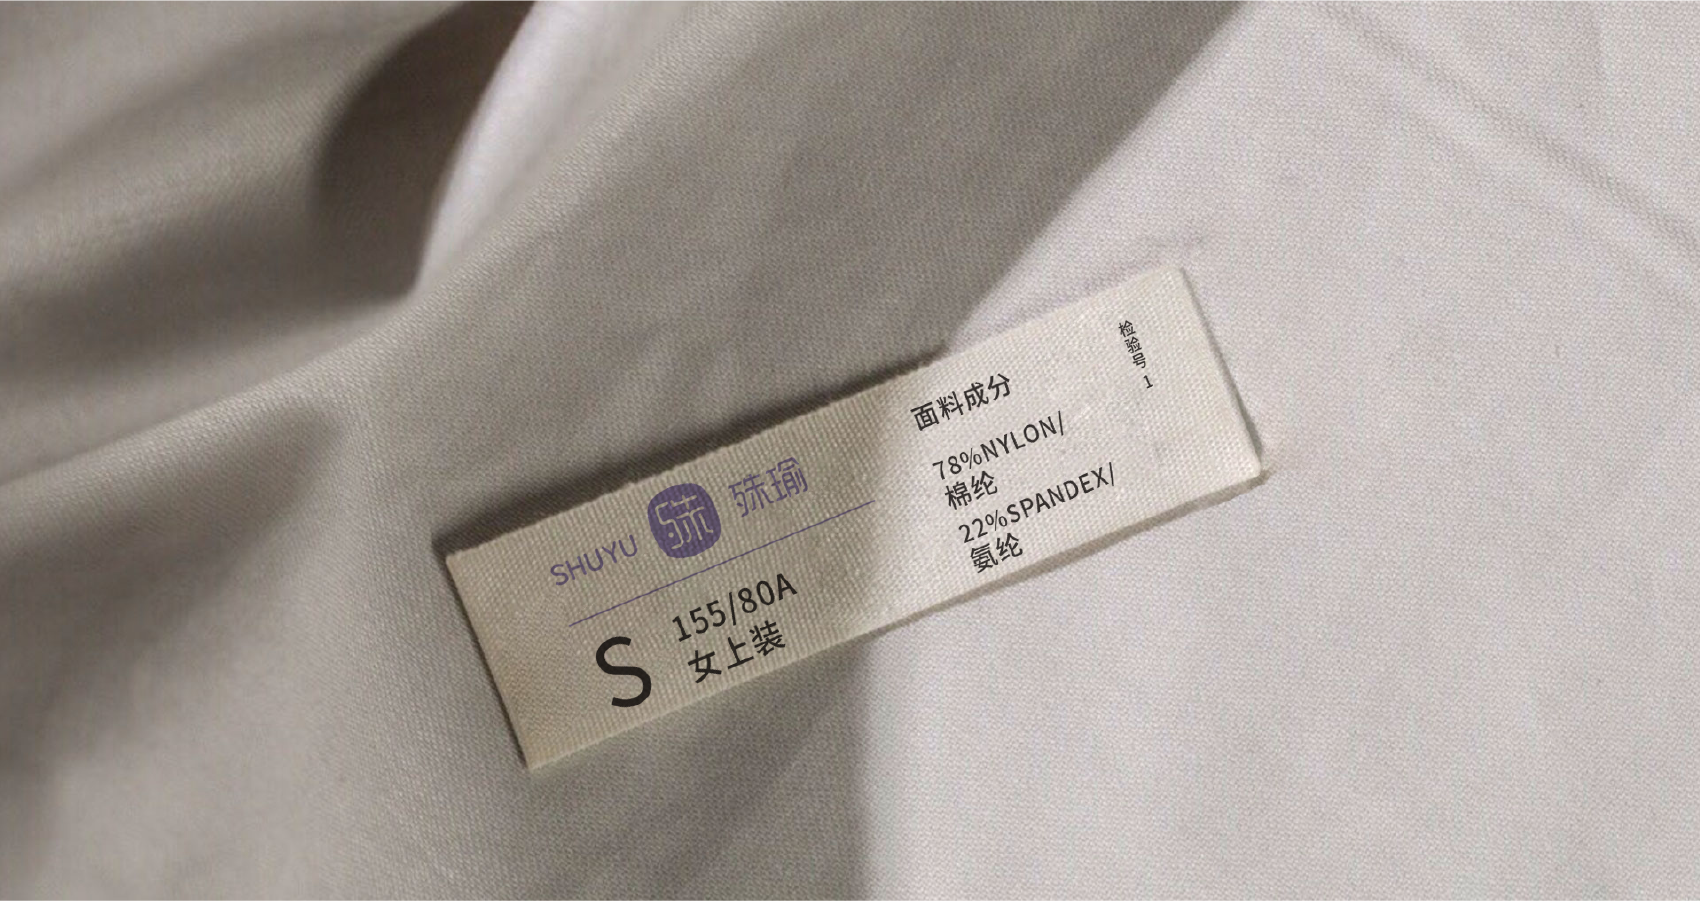 SHUYU 殊 殊瑜
S
155/80A
女上装
面料成分
78%NYLON/
棉纶
22%SPANDEX/
氨纶
检验号 1